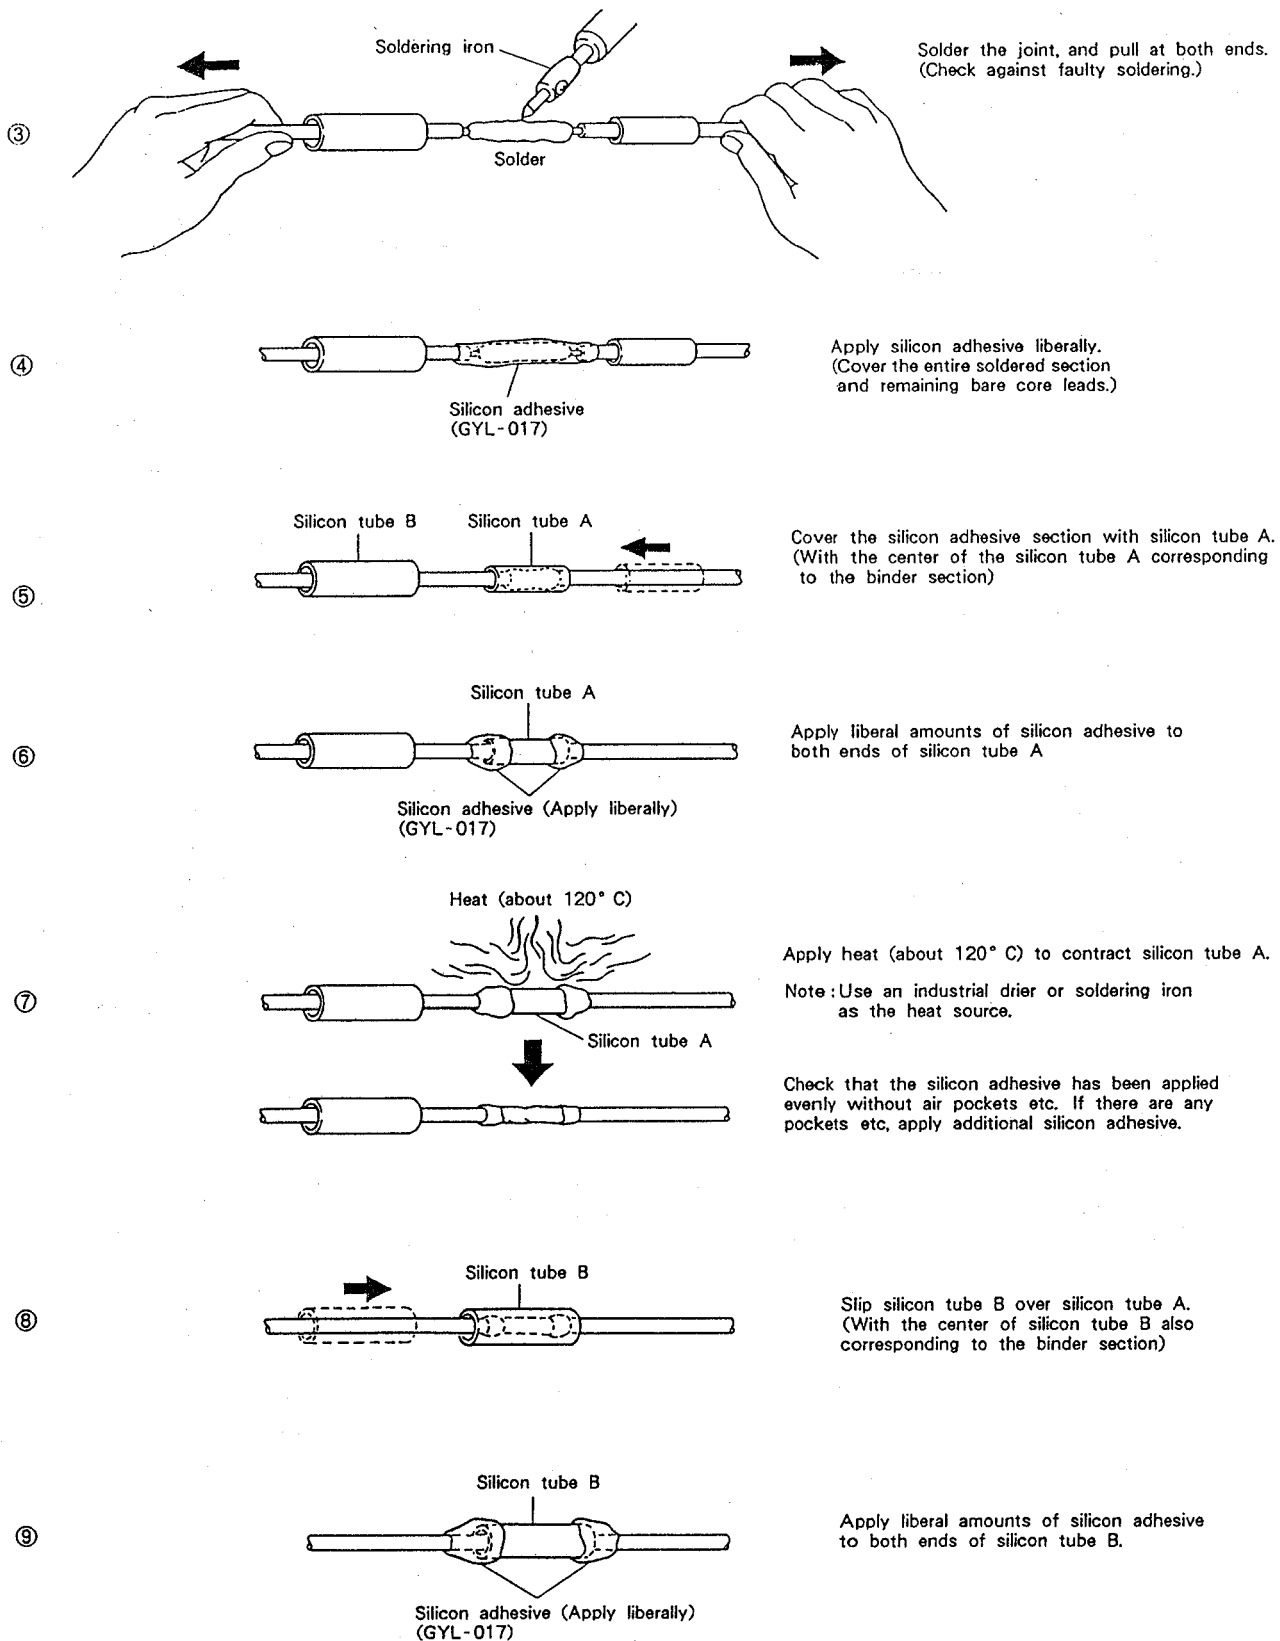 Soldering iron
Solder the joint, and pull at both ends.
(Check against faulty soldering.)
③
Solder
④
Apply silicon adhesive liberally.
(Cover the entire soldered section
and remaining bare core leads.)
Silicon adhesive
(GYL-017)
Silicon tube B
Silicon tube A
⑤
Cover the silicon adhesive section with silicon tube A.
(With the center of the silicon tube A corresponding
to the binder section)
Silicon tube A
⑥
Apply liberal amounts of silicon adhesive to
both ends of silicon tube A
Silicon adhesive (Apply liberally)
(GYL-017)
Heat (about 120° C)
⑦
Apply heat (about 120° C) to contract silicon tube A.
Note : Use an industrial drier or soldering iron
as the heat source.
Silicon tube A
Check that the silicon adhesive has been applied
evenly without air pockets etc. If there are any
pockets etc, apply additional silicon adhesive.
Silicon tube B
⑧
Slip silicon tube B over silicon tube A.
(With the center of silicon tube B also
corresponding to the binder section)
Silicon tube B
⑨
Apply liberal amounts of silicon adhesive
to both ends of silicon tube B.
Silicon adhesive (Apply liberally)
(GYL-017)